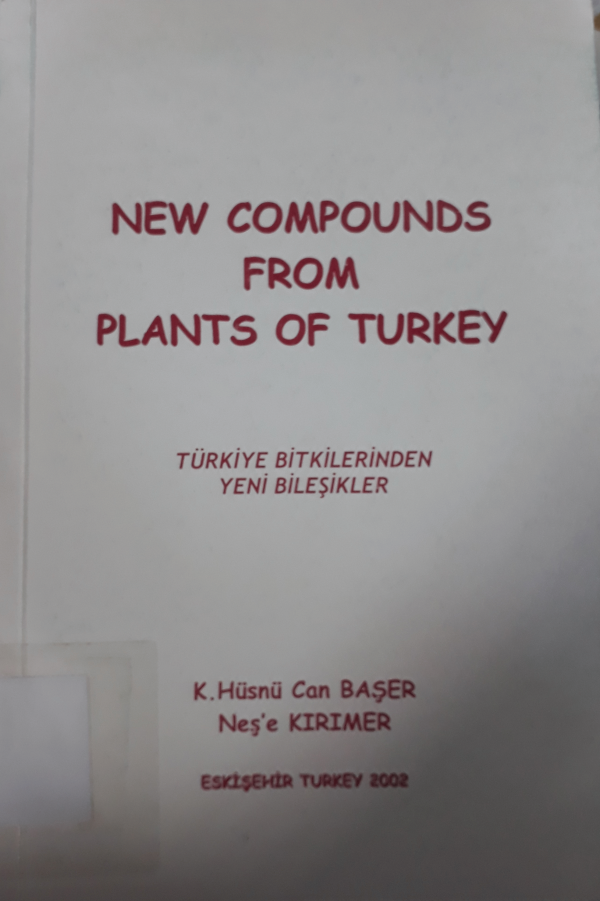 NEW COMPOUNDS
FROM
PLANTS OF TURKEY
TÜRKİYE BİTKİLERİNDEN
YENİ BİLEŞİKLER
K.Hüsnü Can BAŞER
Neş'e KIRIMER
ESKİŞEHİR TURKEY 2002